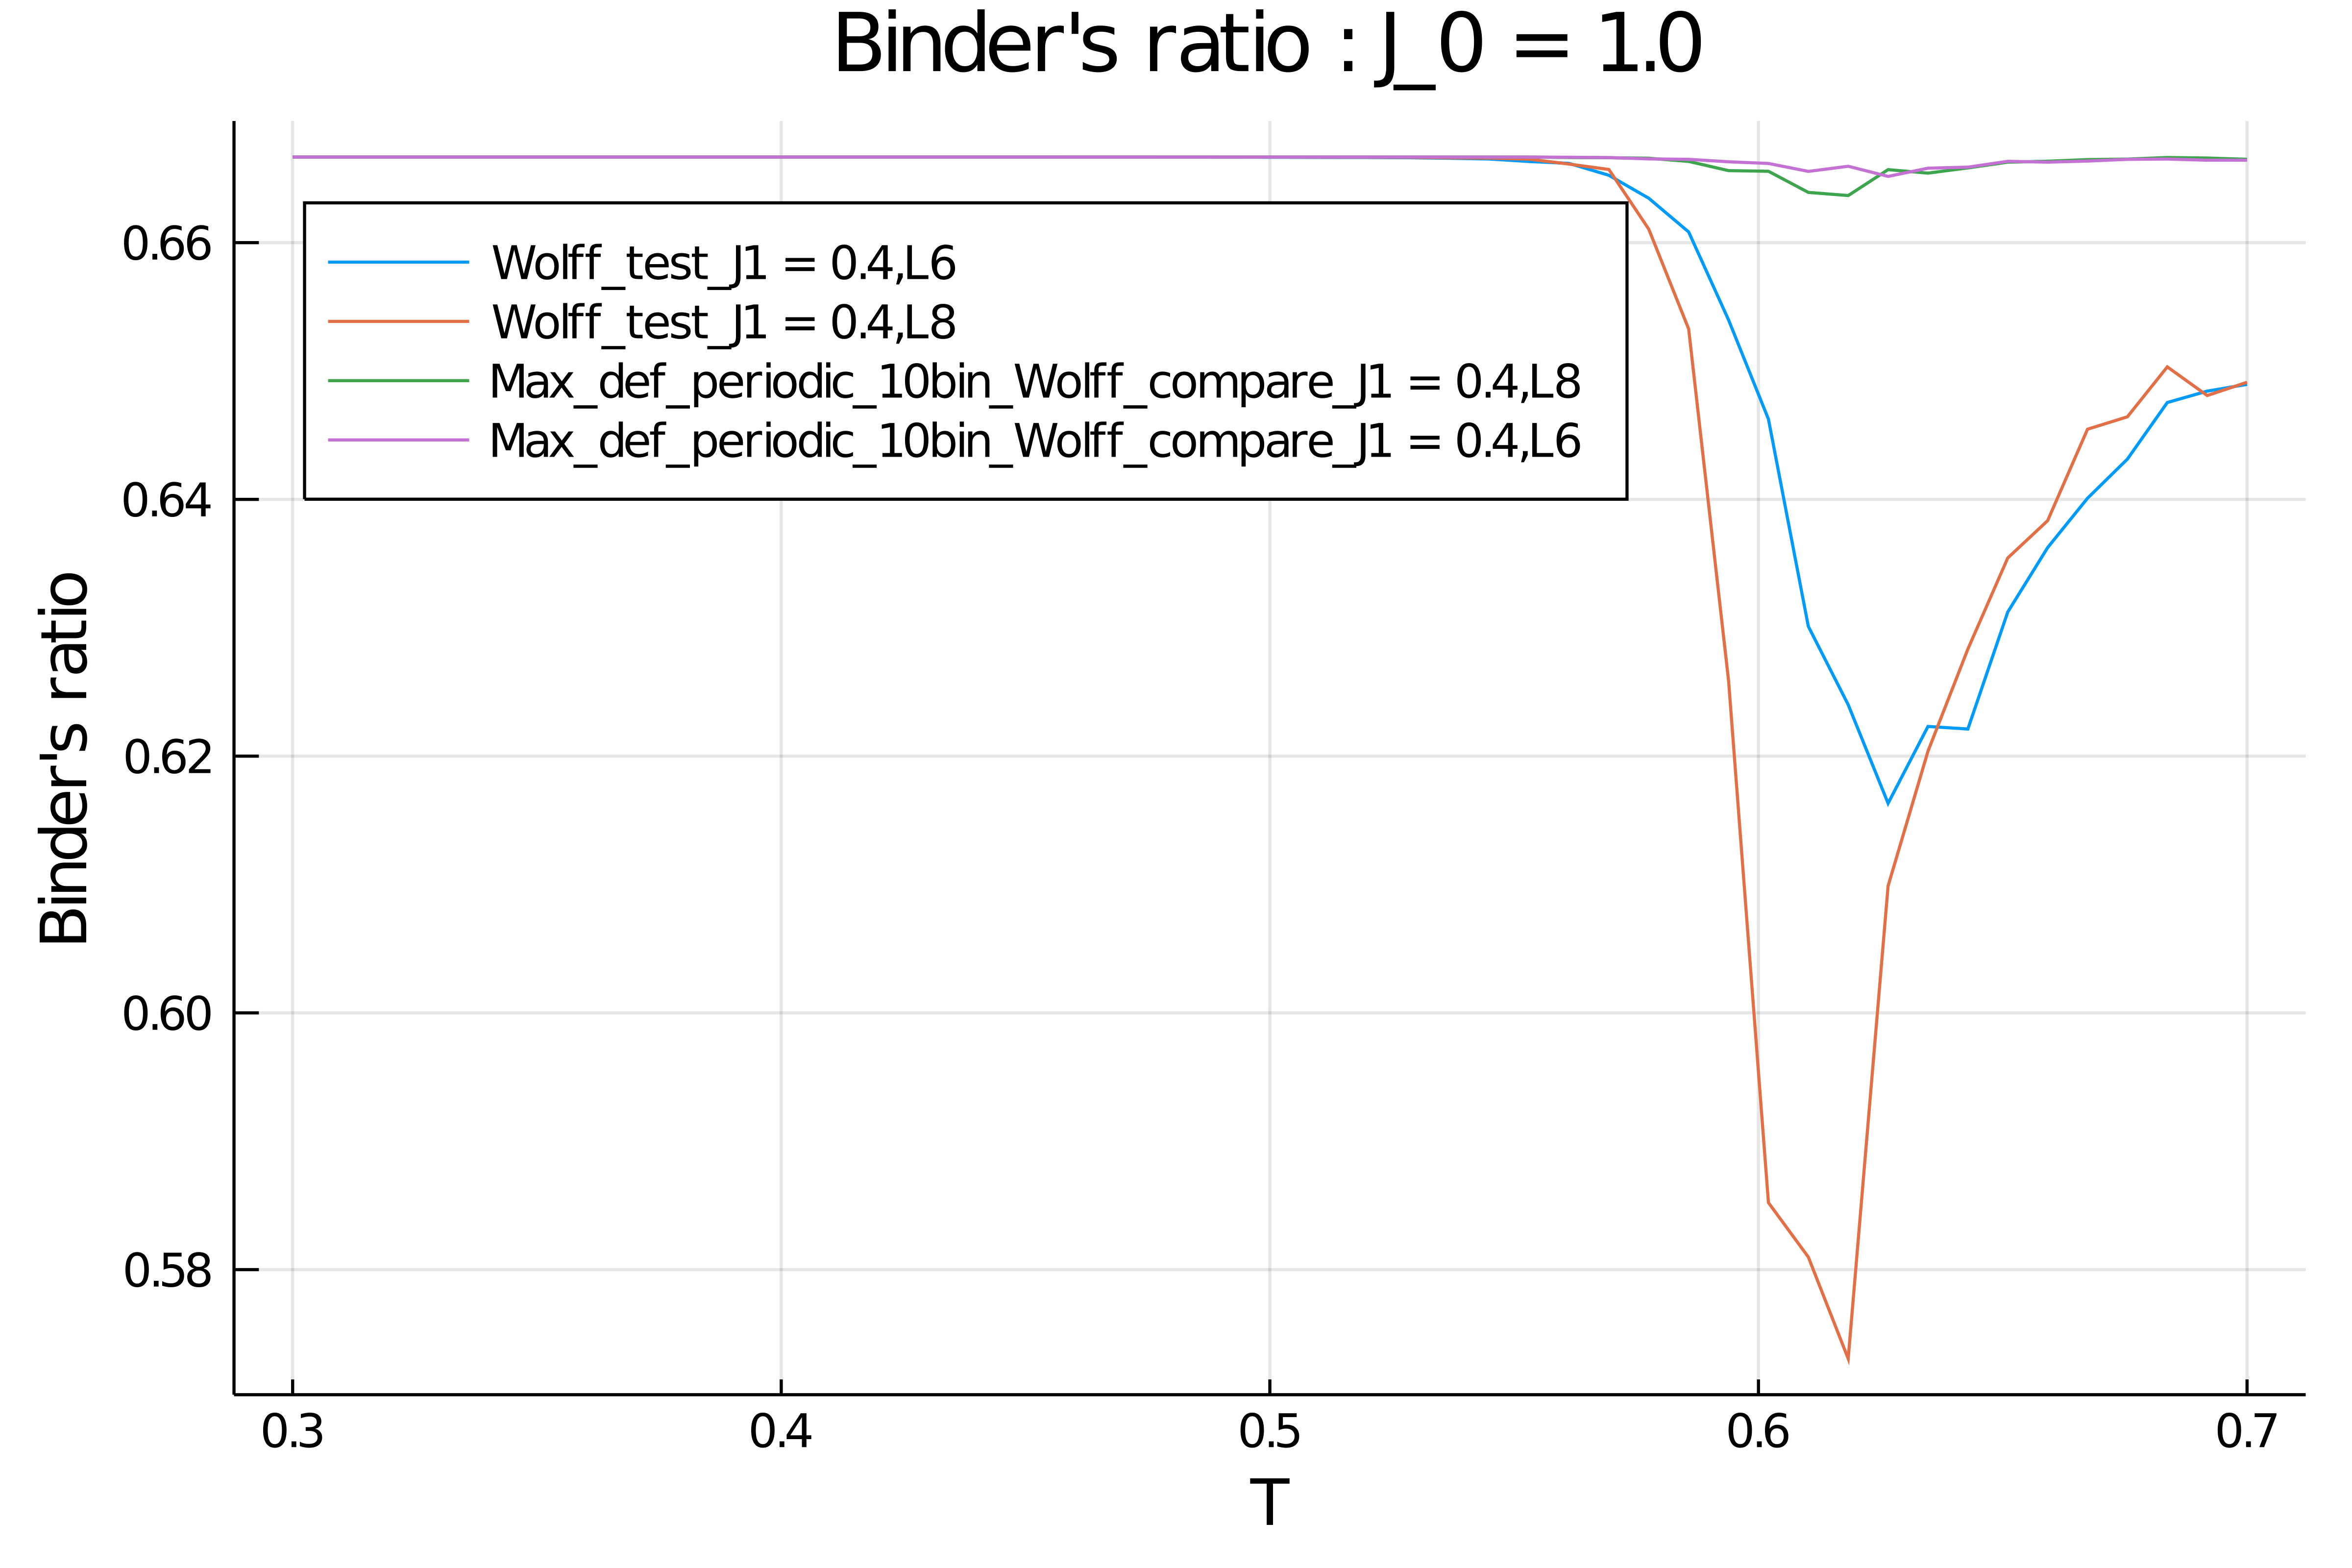 Binder's ratio : J_0 = 1.0
Binder's ratio
0.66
0.64
0.62
0.60
0.58
Wolff_test_J1 = 0.4,L6
Wolff_test_J1 = 0.4,L8
Max_def_periodic_10bin_Wolff_compare_J1 = 0.4,L8
Max_def_periodic_10bin_Wolff_compare_J1 = 0.4,L6
0.3 0.4 0.5 0.6 0.7
T